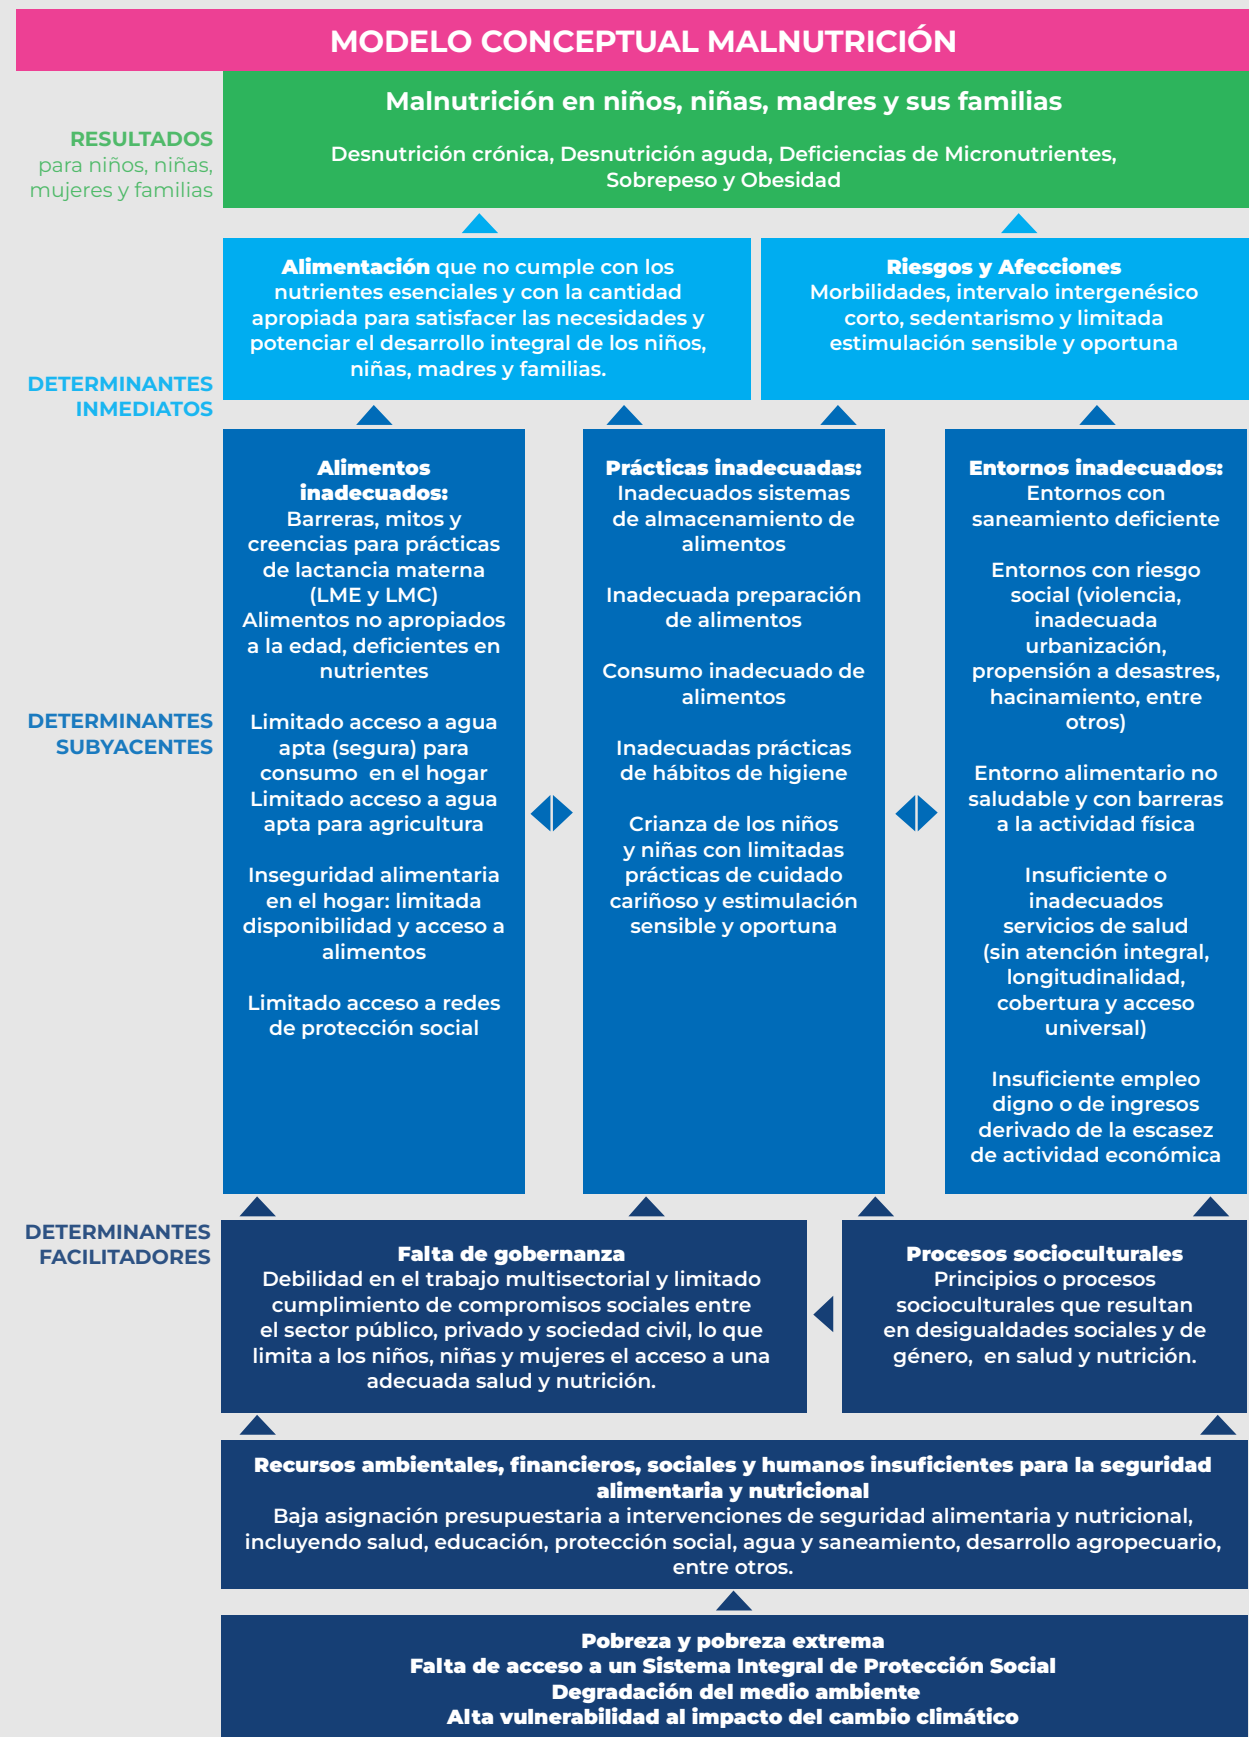 MODELO CONCEPTUAL MALNUTRICIÓN
RESULTADOS
para niños, niñas,
mujeres y familias
Malnutrición en niños, niñas, madres y sus familias
Desnutrición crónica, Desnutrición aguda, Deficiencias de Micronutrientes,
Sobrepeso y Obesidad
DETERMINANTES
INMEDIATOS
Alimentación que no cumple con los
nutrientes esenciales y con la cantidad
apropiada para satisfacer las necesidades y
potenciar el desarrollo integral de los niños,
niñas, madres y familias.
Riesgos y Afecciones
Morbilidades, intervalo intergenésico
corto, sedentarismo y limitada
estimulación sensible y oportuna
DETERMINANTES
SUBYACENTES
Alimentos
inadecuados:
Barreras, mitos y
creencias para prácticas
de lactancia materna
(LME y LMC)
Alimentos no apropiados
a la edad, deficientes en
nutrientes
Limitado acceso a agua
apta (segura) para
consumo en el hogar
Limitado acceso a agua
apta para agricultura
Inseguridad alimentaria
en el hogar: limitada
disponibilidad y acceso a
alimentos
Limitado acceso a redes
de protección social
Prácticas inadecuadas:
Inadecuados sistemas
de almacenamiento de
alimentos
Inadecuada preparación
de alimentos
Consumo inadecuado de
alimentos
Inadecuadas prácticas
de hábitos de higiene
Crianza de los niños
y niñas con limitadas
prácticas de cuidado
cariñoso y estimulación
sensible y oportuna
Entornos inadecuados:
Entornos con
saneamiento deficiente
Entornos con riesgo
social (violencia,
inadecuada
urbanización,
propensión a desastres,
hacinamiento, entre
otros)
Entorno alimentario no
saludable y con barreras
a la actividad física
Insuficiente o
inadecuados
servicios de salud
(sin atención integral,
longitudinalidad,
cobertura y acceso
universal)
Insuficiente empleo
digno o de ingresos
derivado de la escasez
de actividad económica
DETERMINANTES
FACILITADORES
Falta de gobernanza
Debilidad en el trabajo multisectorial y limitado
cumplimiento de compromisos sociales entre
el sector público, privado y sociedad civil, lo que
limita a los niños, niñas y mujeres el acceso a una
adecuada salud y nutrición.
Procesos socioculturales
Principios o procesos
socioculturales que resultan
en desigualdades sociales y de
género, en salud y nutrición.
Recursos ambientales, financieros, sociales y humanos insuficientes para la seguridad
alimentaria y nutricional
Baja asignación presupuestaria a intervenciones de seguridad alimentaria y nutricional,
incluyendo salud, educación, protección social, agua y saneamiento, desarrollo agropecuario,
entre otros.
Pobreza y pobreza extrema
Falta de acceso a un Sistema Integral de Protección Social
Degradación del medio ambiente
Alta vulnerabilidad al impacto del cambio climático